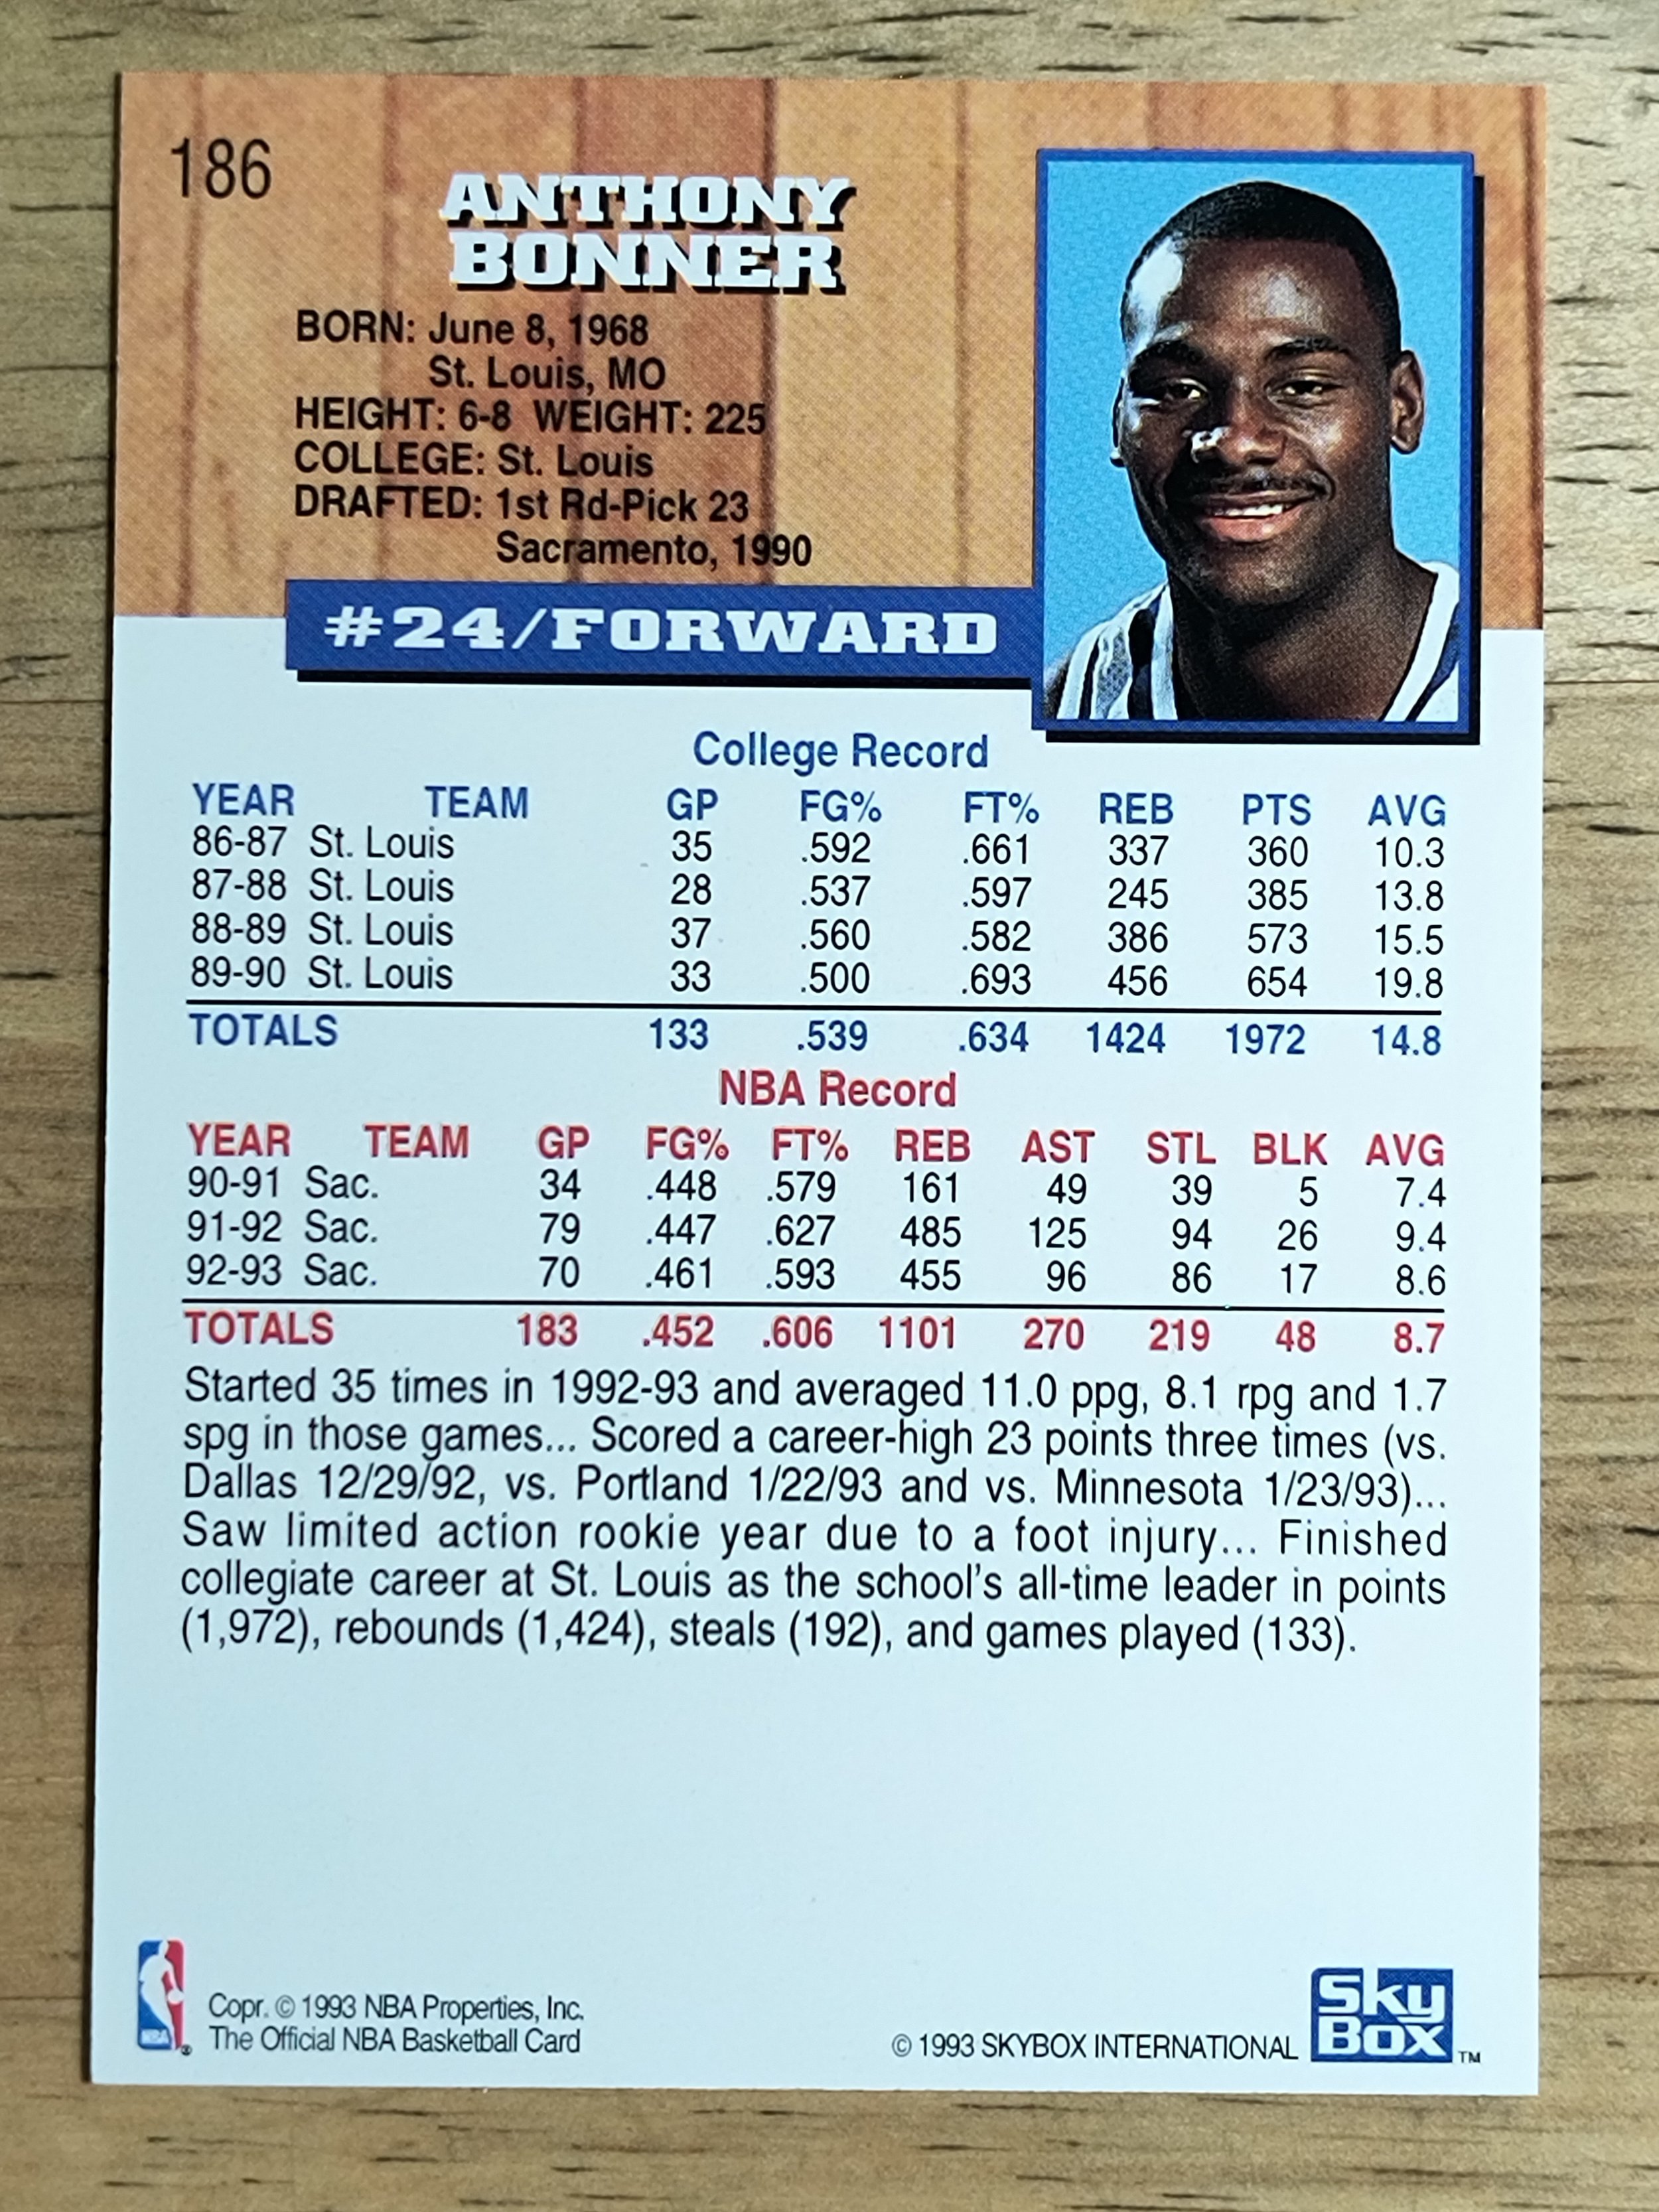 186
ANTHONY
BONNER
BORN: June 8, 1968
St. Louis, MO
HEIGHT: 6-8 WEIGHT: 225
COLLEGE: St. Louis
DRAFTED: 1st Rd-Pick 23
Sacramento, 1990
#24/FORWARD
College Record
YEAR TEAM GP FG% FT% REB PTS AVG
86-87 St. Louis 35 .592 .661 337 360 10.3
87-88 St. Louis 28 .537 .597 245 385 13.8
88-89 St. Louis 37 .560 .582 386 573 15.5
89-90 St. Louis 33 .500 .693 456 654 19.8
TOTALS 133 .539 .634 1424 1972 14.8
NBA Record
YEAR TEAM GP FG% FT% REB AST STL BLK AVG
90-91 Sac. 34 .448 .579 161 49 39 5 7.4
91-92 Sac. 79 .447 .627 485 125 94 26 9.4
92-93 Sac. 70 .461 .593 455 96 86 17 8.6
TOTALS 183 .452 .606 1101 270 219 48 8.7
Started 35 times in 1992-93 and averaged 11.0 ppg, 8.1 rpg and 1.7
spg in those games... Scored a career-high 23 points three times (vs.
Dallas 12/29/92, vs. Portland 1/22/93 and vs. Minnesota 1/23/93)...
Saw limited action rookie year due to a foot injury... Finished
collegiate career at St. Louis as the school's all-time leader in points
(1,972), rebounds (1,424), steals (192), and games played (133).
NBA ®
Copr. © 1993 NBA Properties, Inc.
The Official NBA Basketball Card
© 1993 SKYBOX INTERNATIONAL
Sky
Box TM